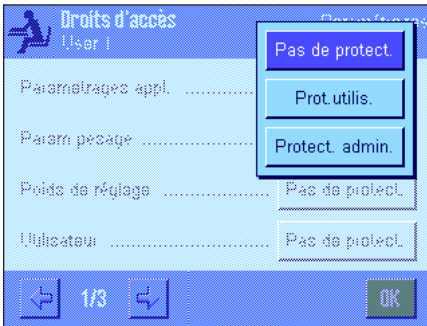 Droits d'accès
User 1
Paramètres
Pas de protect.
Paramétrages appl. ..............
Prot.utilis.
Param pesage ....................
Protect. admin.
Poids de réglage ................ Pas de protect.
Utilisateur ........................ Pas de protect.
1/3
OK